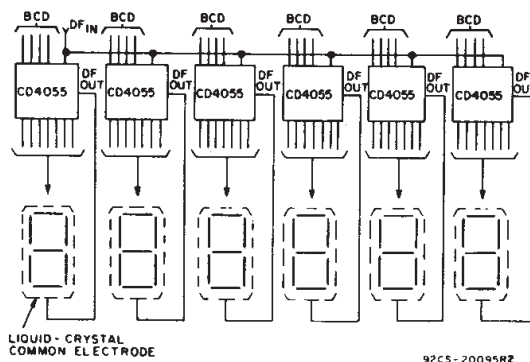 BCD DF IN BCD BCD BCD BCD BCD
CD4055 DF OUT CD4055 DF OUT CD4055 DF OUT CD4055 DF OUT CD4055 DF OUT CD4055 DF OUT
LIQUID-CRYSTAL
COMMON ELECTRODE
92CS-20095R2